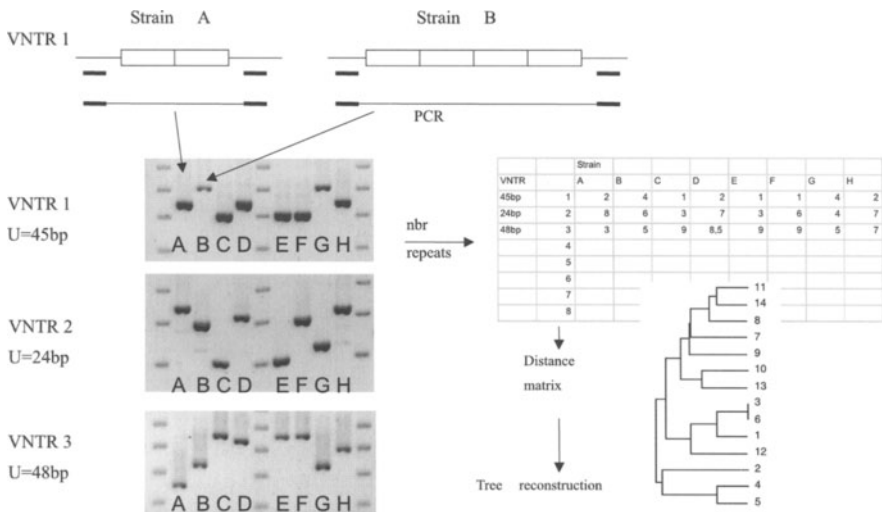 Strain A
Strain B
VNTR 1
PCR
VNTR 1
U=45bp
A B C D E F G H
nbr
repeats
Strain
VNTR A B C D E F G H
45bp 1 2 4 1 2 1 1 4 2
24bp 2 8 6 3 7 3 6 4 7
48bp 3 3 5 9 8,5 9 9 5 7
4
5
6
7
8
VNTR 2
U=24bp
A B C D E F G H
Distance
matrix
VNTR 3
U=48bp
A B C D E F G H
Tree reconstruction
11
14
8
7
9
10
13
3
6
1
12
2
4
5